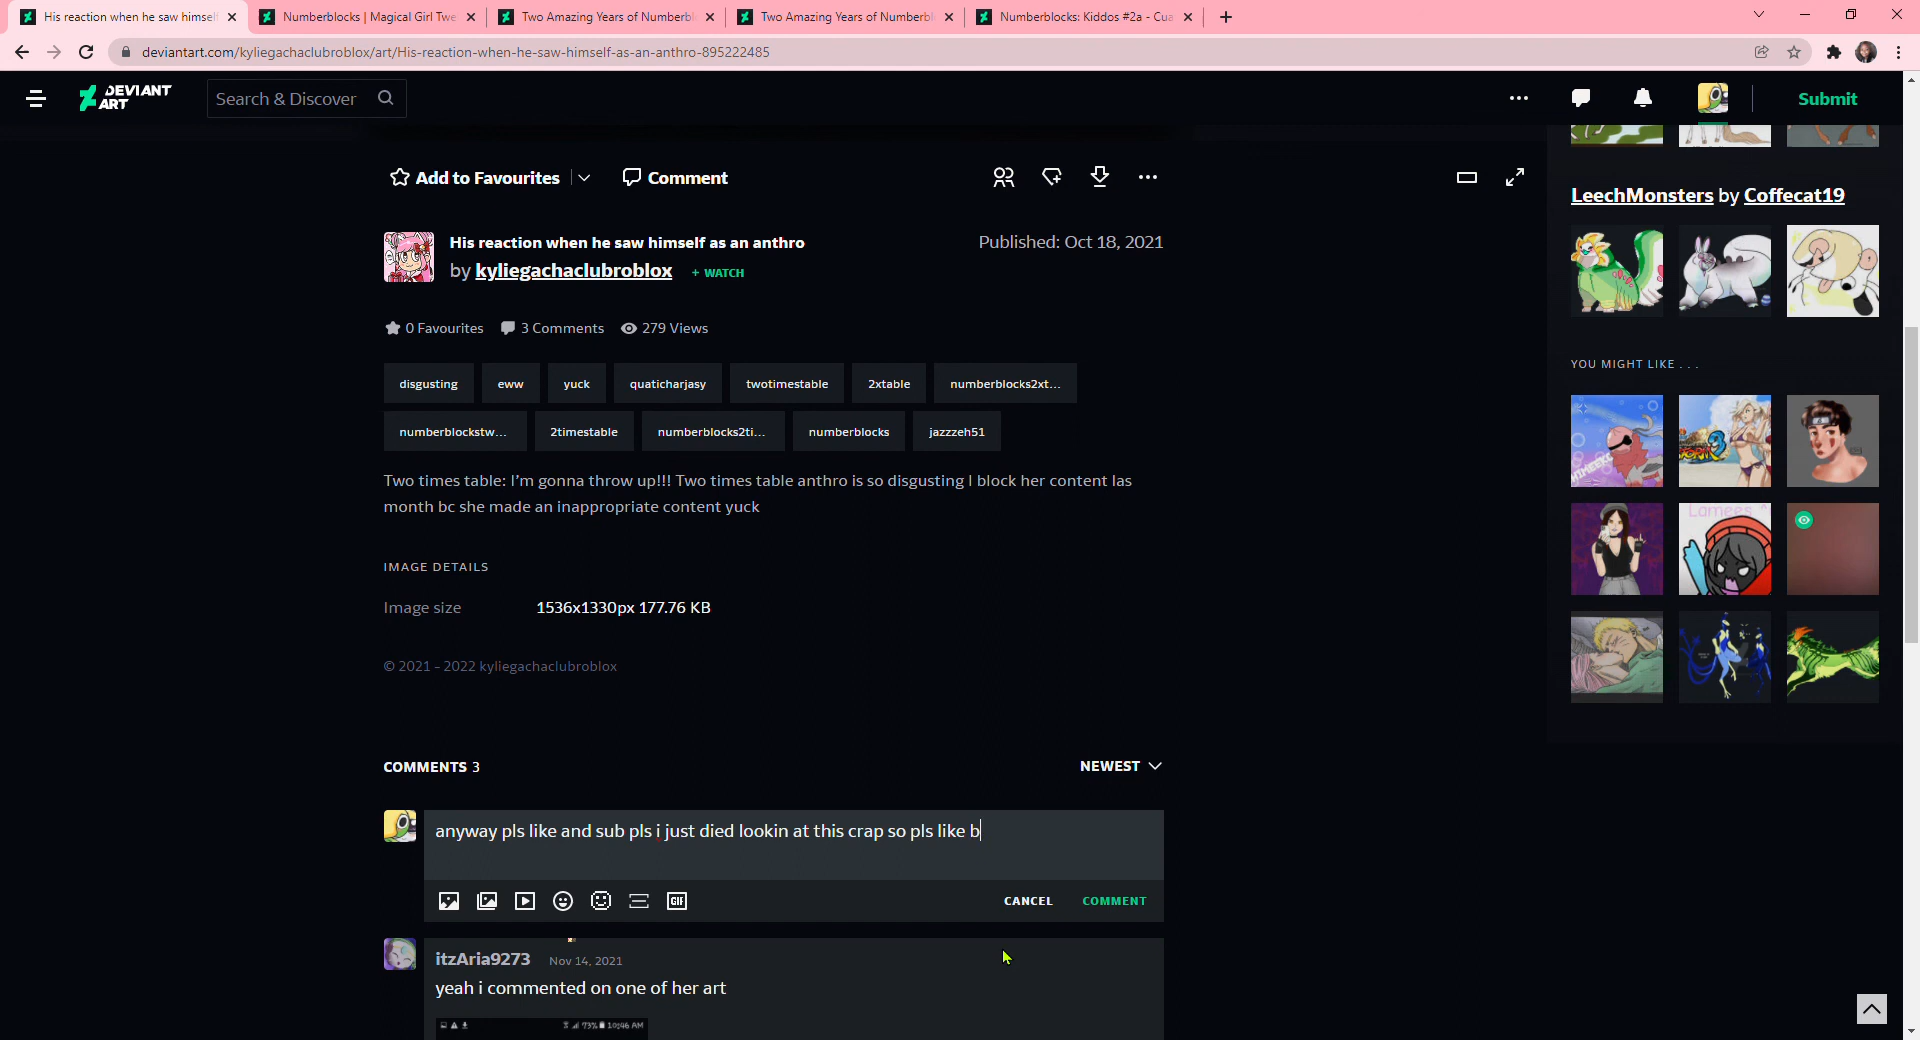 His reaction when he saw himself
Numberblocks | Magical Girl Twe
Two Amazing Years of Numberbl
Two Amazing Years of Numberbl
Numberblocks: Kiddos #2a - Cua
deviantart.com/kyliegachaclubroblox/art/His-reaction-when-he-saw-himself-as-an-anthro-895222485
DEVIANT
ART
Search & Discover
Submit
Add to Favourites
Comment
LeechMonsters by Coffecat19
His reaction when he saw himself as an anthro
Published: Oct 18, 2021
by kyliegachaclubroblox + WATCH
0 Favourites 3 Comments 279 Views
YOU MIGHT LIKE . . .
disgusting eww yuck quaticharjasy twotimestable 2xtable numberblocks2xt...
numberblockstw... 2timestable numberblocks2ti... numberblocks jazzzeh51
Two times table: I'm gonna throw up!!! Two times table anthro is so disgusting I block her content las
month bc she made an inappropriate content yuck
IMAGE DETAILS
Image size 1536x1330px 177.76 KB
© 2021 - 2022 kyliegachaclubroblox
Lamees
COMMENTS 3
NEWEST
anyway pls like and sub pls i just died lookin at this crap so pls like b
GIF
CANCEL COMMENT
itzAria9273 Nov 14, 2021
yeah i commented on one of her art
73% 10:46 AM